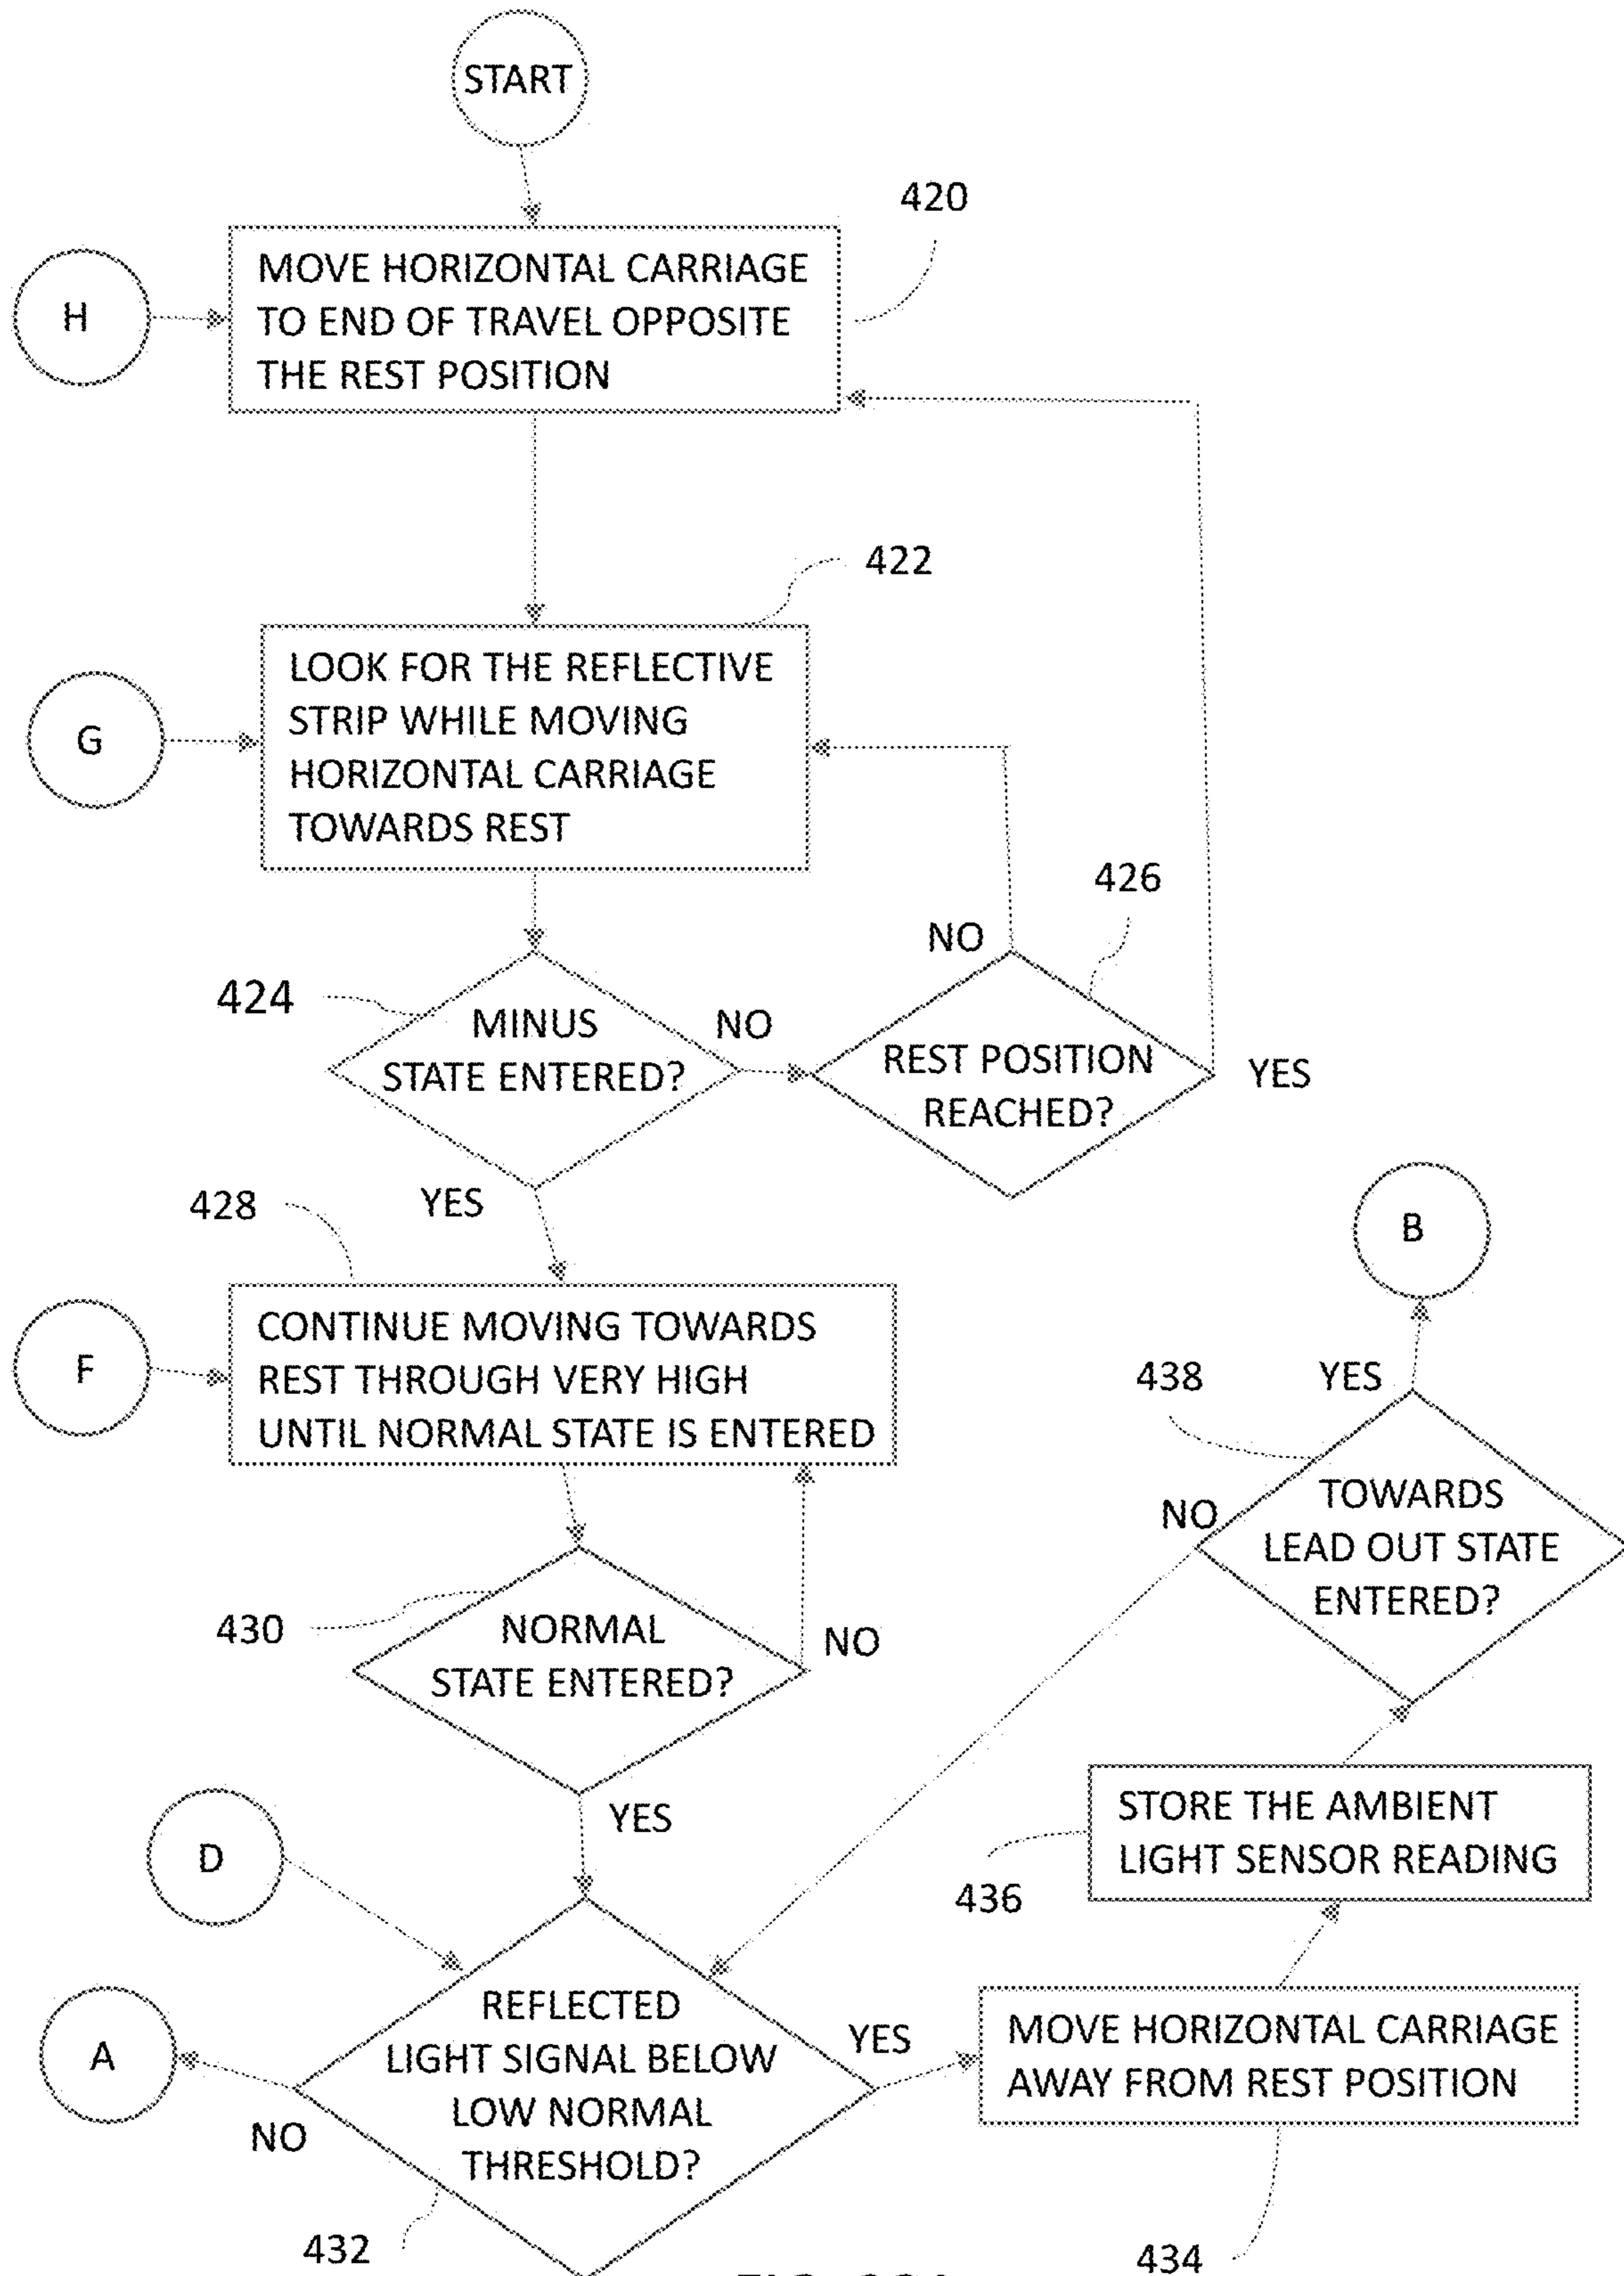 START
420
MOVE HORIZONTAL CARRIAGE
TO END OF TRAVEL OPPOSITE
THE REST POSITION
H
422
LOOK FOR THE REFLECTIVE
STRIP WHILE MOVING
HORIZONTAL CARRIAGE
TOWARDS REST
G
426
NO
424
MINUS
STATE ENTERED?
NO
REST POSITION
REACHED?
YES
YES
428
B
CONTINUE MOVING TOWARDS
REST THROUGH VERY HIGH
UNTIL NORMAL STATE IS ENTERED
F
438
YES
TOWARDS
LEAD OUT STATE
ENTERED?
NO
430
NORMAL
STATE ENTERED?
NO
YES
STORE THE AMBIENT
LIGHT SENSOR READING
436
D
REFLECTED
LIGHT SIGNAL BELOW
LOW NORMAL
THRESHOLD?
YES
MOVE HORIZONTAL CARRIAGE
AWAY FROM REST POSITION
A
NO
432
434